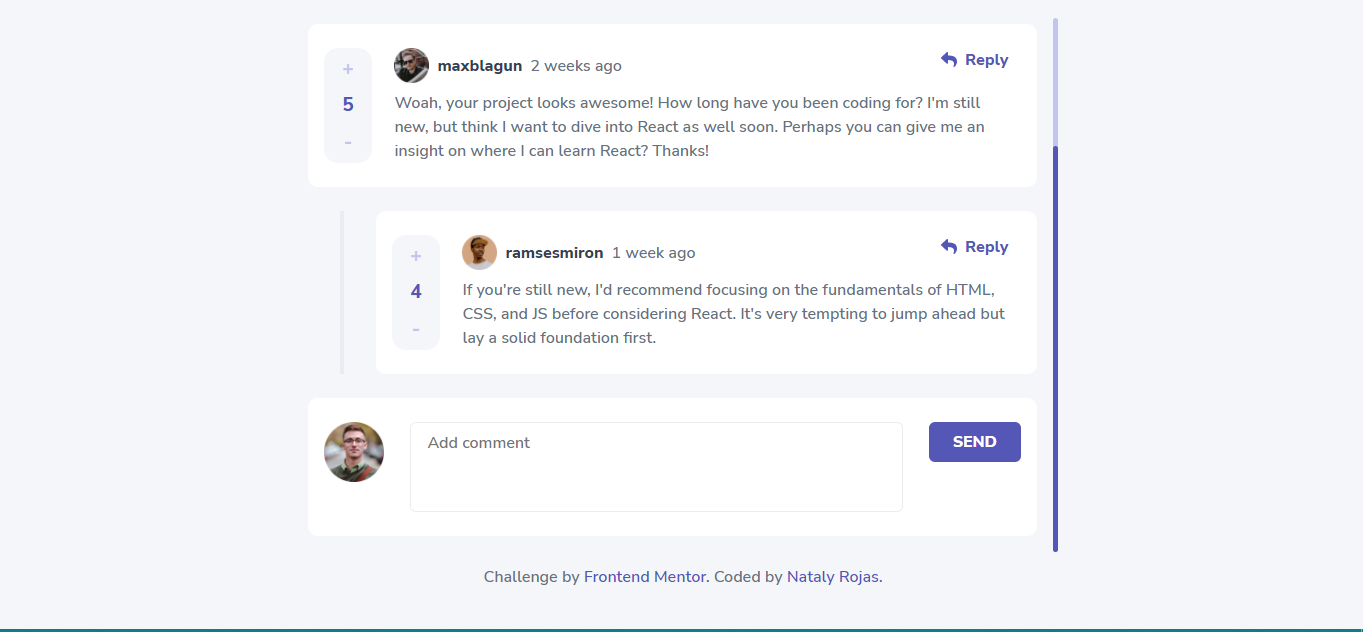 +
5
-
maxblagun 2 weeks ago
Reply
Woah, your project looks awesome! How long have you been coding for? I'm still
new, but think I want to dive into React as well soon. Perhaps you can give me an
insight on where I can learn React? Thanks!
+
4
-
ramsesmiron 1 week ago
Reply
If you're still new, I'd recommend focusing on the fundamentals of HTML,
CSS, and JS before considering React. It's very tempting to jump ahead but
lay a solid foundation first.
Add comment
SEND
Challenge by Frontend Mentor. Coded by Nataly Rojas.